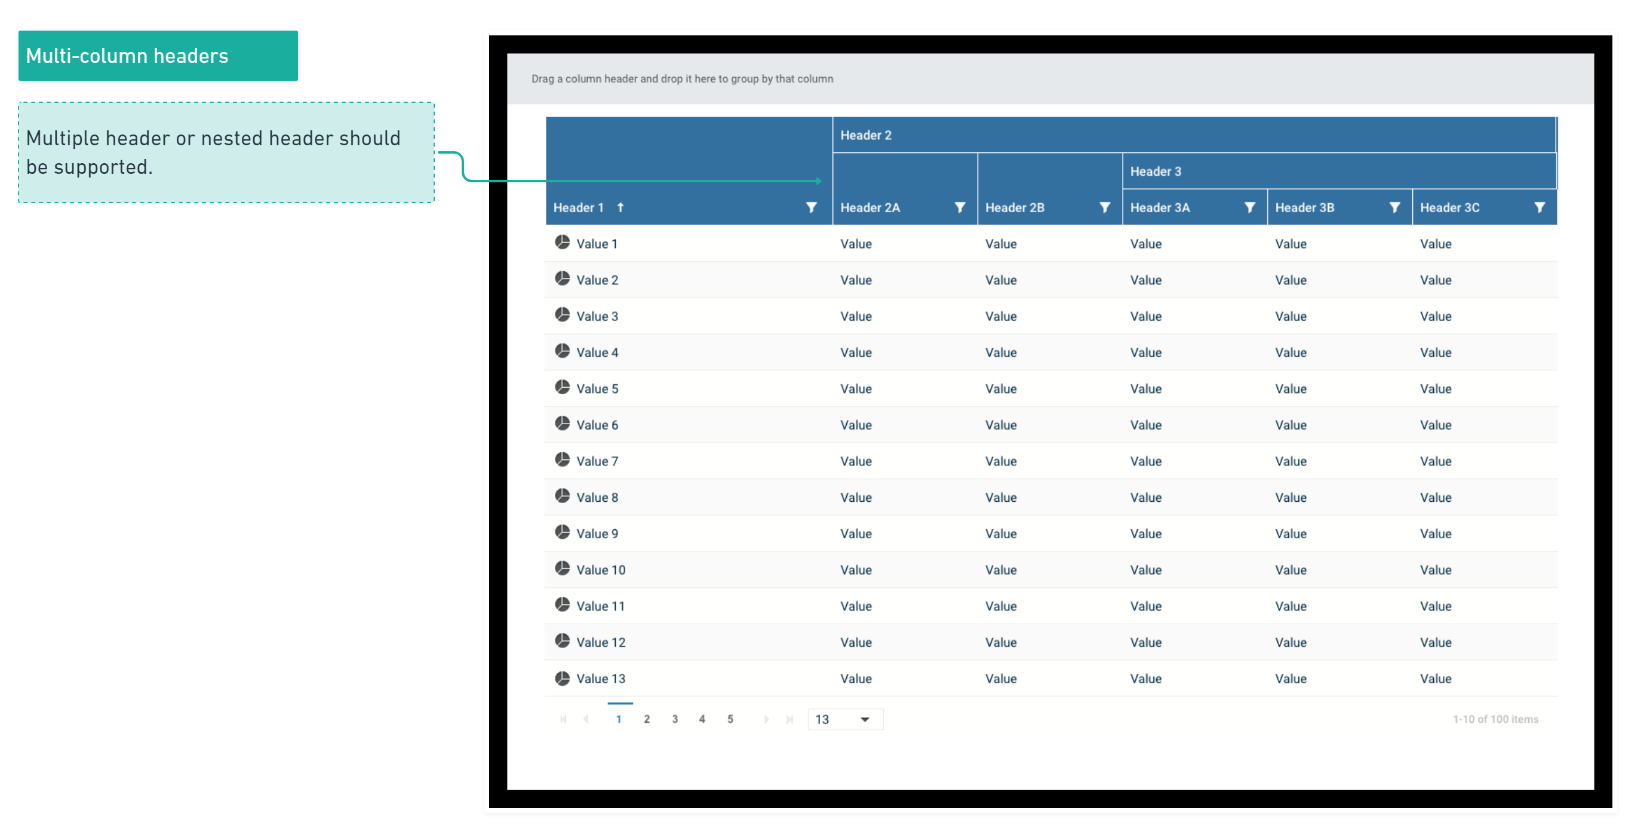 Multi-column headers
Multiple header or nested header should
be supported.
Drag a column header and drop it here to group by that column
Header 2
Header 3
Header 1 Header 2A Header 2B Header 3A Header 3B Header 3C
Value 1 Value Value Value Value Value
Value 2 Value Value Value Value Value
Value 3 Value Value Value Value Value
Value 4 Value Value Value Value Value
Value 5 Value Value Value Value Value
Value 6 Value Value Value Value Value
Value 7 Value Value Value Value Value
Value 8 Value Value Value Value Value
Value 9 Value Value Value Value Value
Value 10 Value Value Value Value Value
Value 11 Value Value Value Value Value
Value 12 Value Value Value Value Value
Value 13 Value Value Value Value Value
1 2 3 4 5 13 1-10 of 100 items